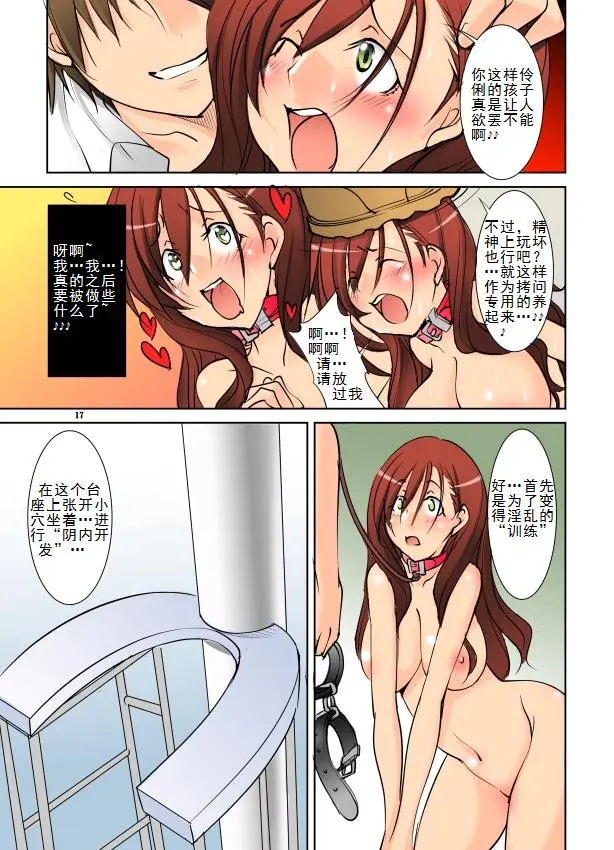 你这样伶
俐的孩子
真是让人
欲罢不能
啊♪♪
不过，精
神上玩坏
也行吧？
…就这样
作为拷问
专用的养
起来…♪♪
啊…！
啊啊
请…
请放
过我
呀啊~
我…我…！
真的之后
要被做些
什么了~
♪♪♪
17
好…首先
是为了变
得淫乱的
“训练”
在这个台
座上张开小
穴坐着…进
行“阴内开
发”…